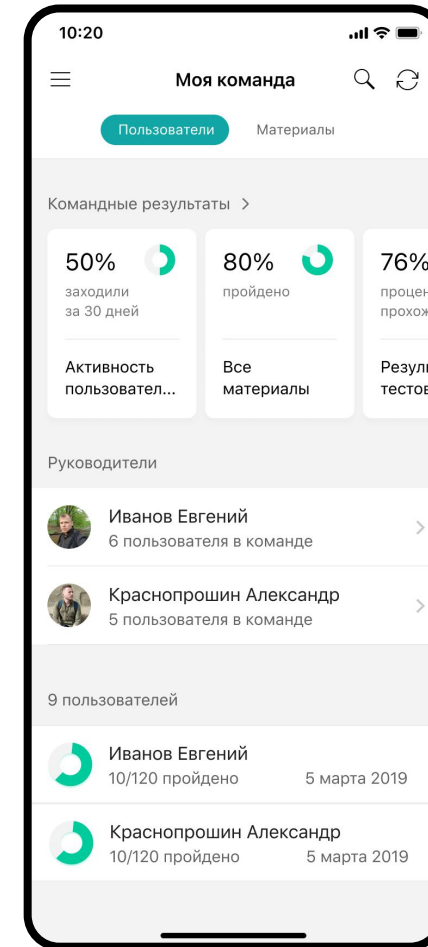 10:20
Моя команда
Пользователи
Материалы
Командные результаты
50%
заходили
за 30 дней
Активность
пользовател...
80%
пройдено
Все
материалы
76%
Руководители
Иванов Евгений
6 пользователя в команде
Краснопрошин Александр
5 пользователя в команде
9 пользователей
Иванов Евгений
10/120 пройдено 5 марта 2019
Краснопрошин Александр
10/120 пройдено 5 марта 2019